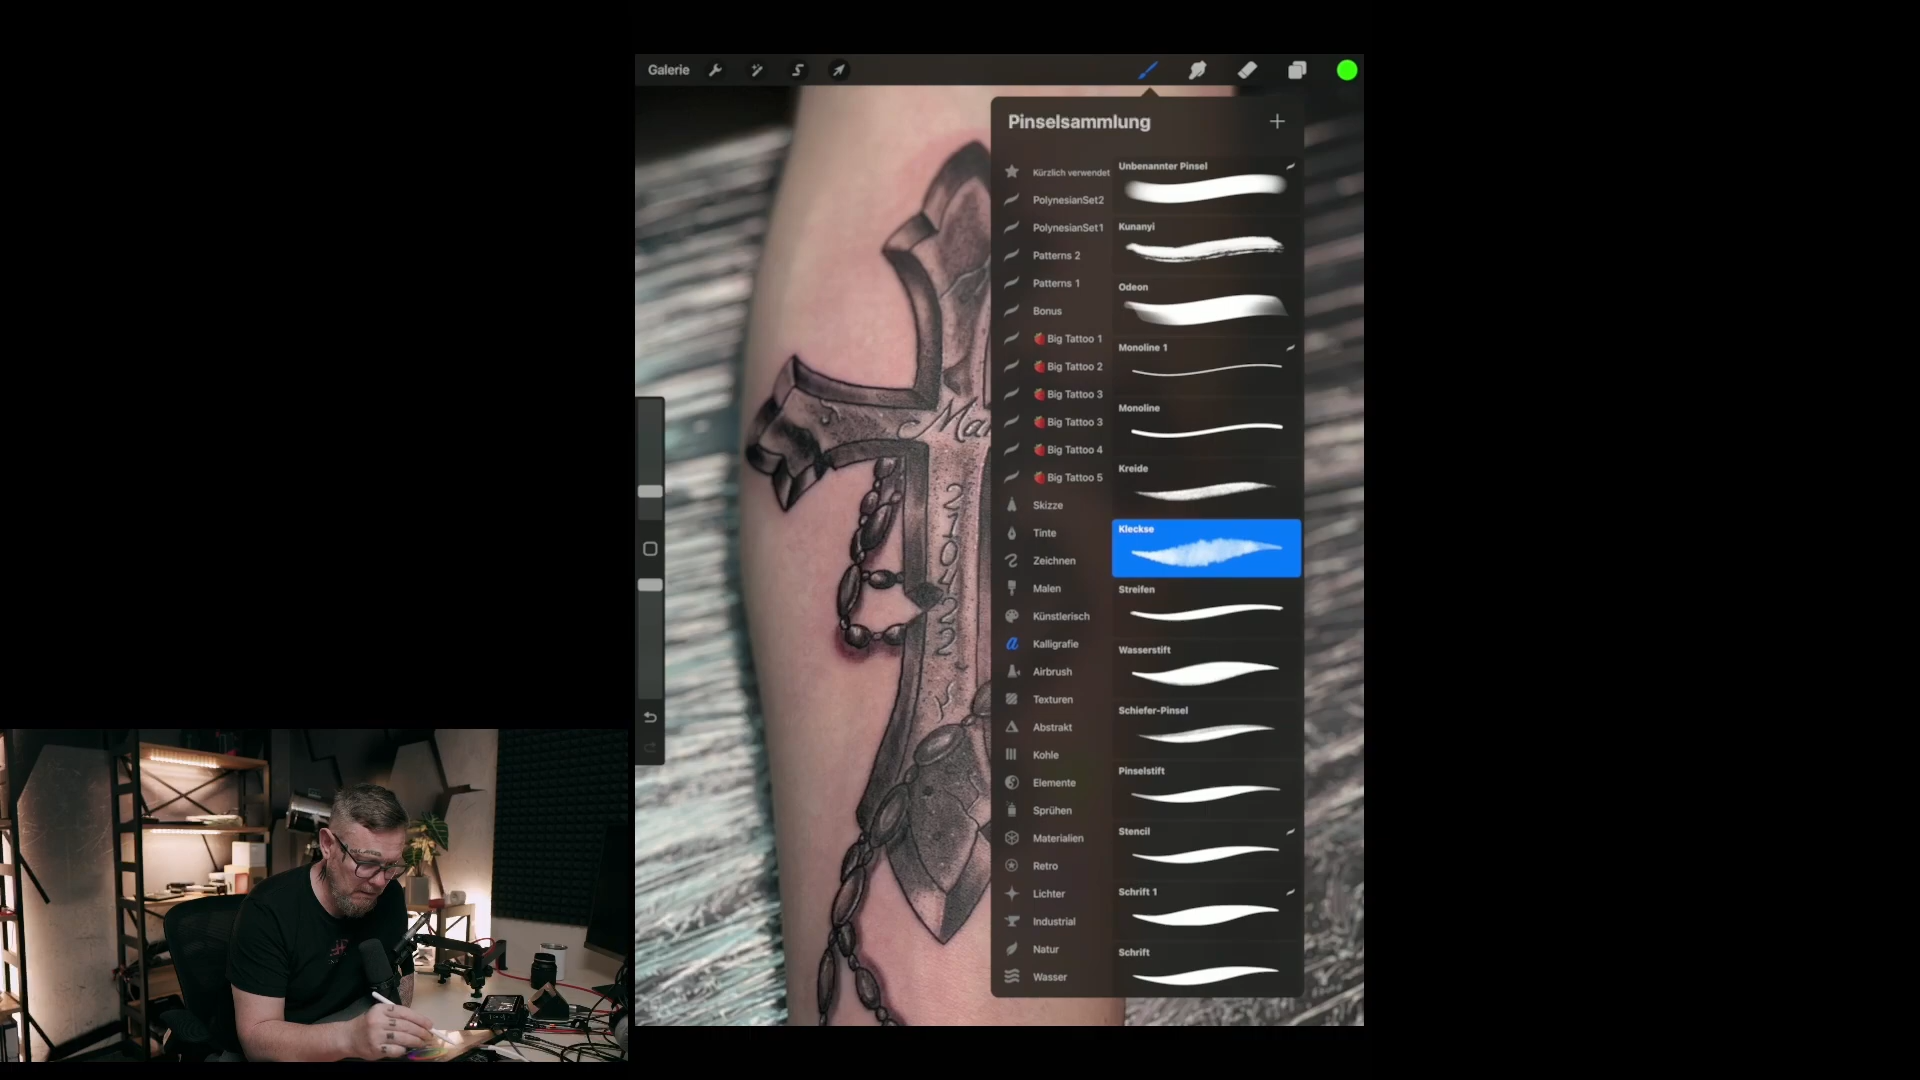 Galerie
Pinselsammlung
Kürzlich verwendet
PolynesianSet2
PolynesianSet1
Patterns 2
Patterns 1
Bonus
Big Tattoo 1
Big Tattoo 2
Big Tattoo 3
Big Tattoo 3
Big Tattoo 4
Big Tattoo 5
Skizze
Tinte
Zeichnen
Malen
Künstlerisch
Kalligrafie
Airbrush
Texturen
Abstrakt
Kohle
Elemente
Sprühen
Materialien
Retro
Lichter
Industrial
Natur
Wasser
Unbenannter Pinsel
Kunanyi
Odeon
Monoline 1
Monoline
Kreide
Kleckse
Streifen
Wasserstift
Schiefer-Pinsel
Pinselstift
Stencil
Schrift 1
Schrift